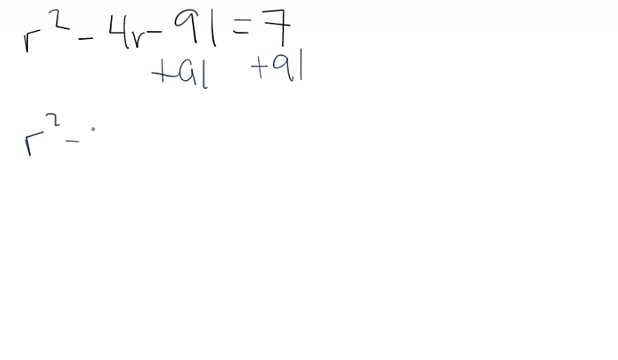 r² - 4r - 91 = 7
+91 +91
r² -